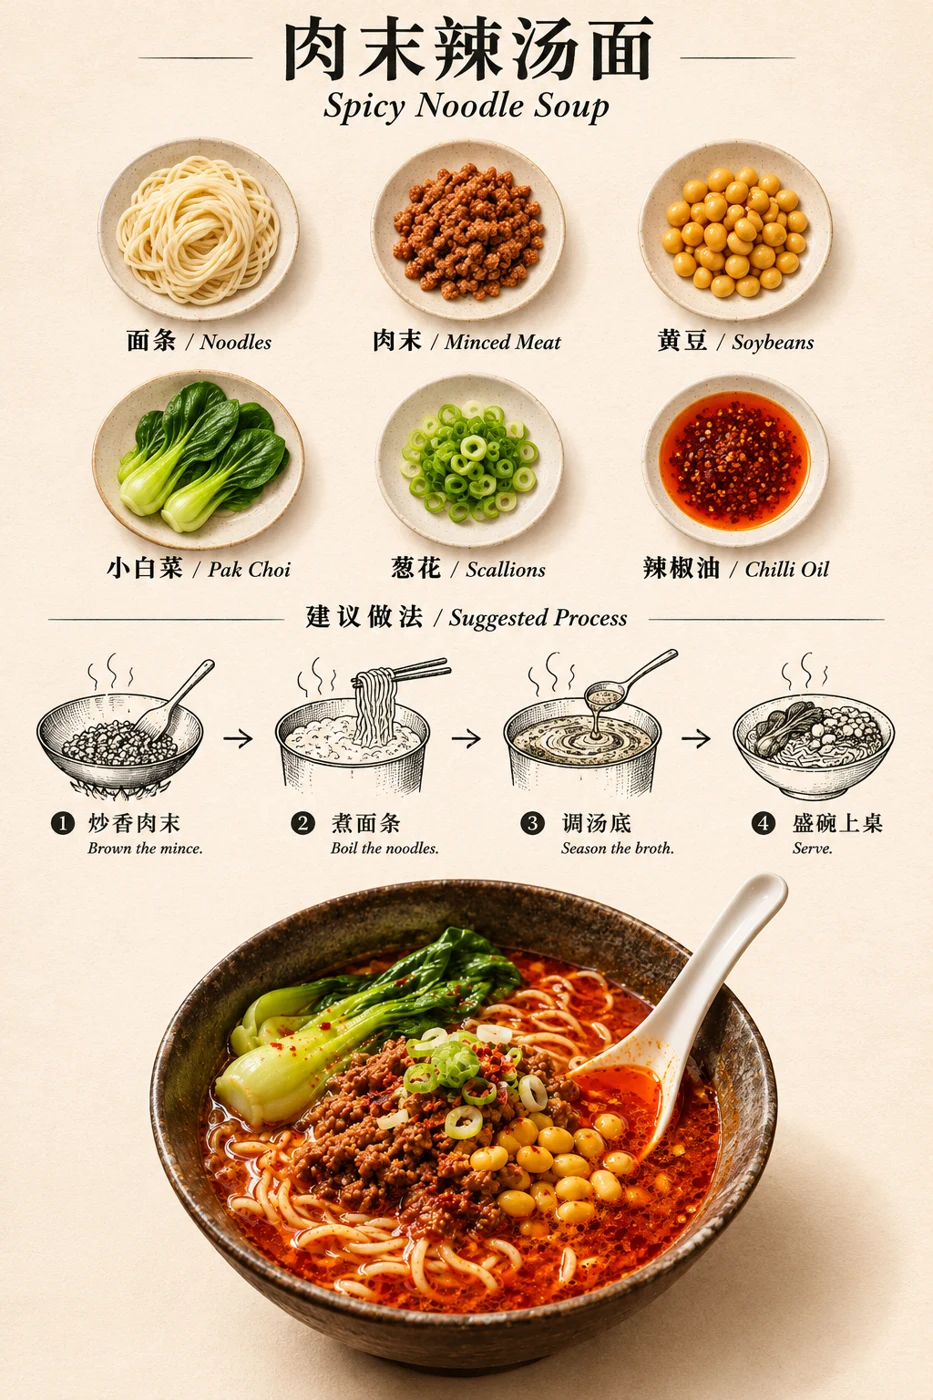 肉末辣汤面
Spicy Noodle Soup
面条 / Noodles
肉末 / Minced Meat
黄豆 / Soybeans
小白菜 / Pak Choi
葱花 / Scallions
辣椒油 / Chilli Oil
建议做法 / Suggested Process
1 炒香肉末
Brown the mince.
2 煮面条
Boil the noodles.
3 调汤底
Season the broth.
4 盛碗上桌
Serve.